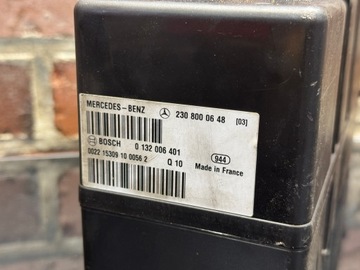 MERCEDES-BENZ 230 800 06 48 [03]
BOSCH 0 132 006 401
0022 15309 10 0056 2 Q 10
944
Made in France